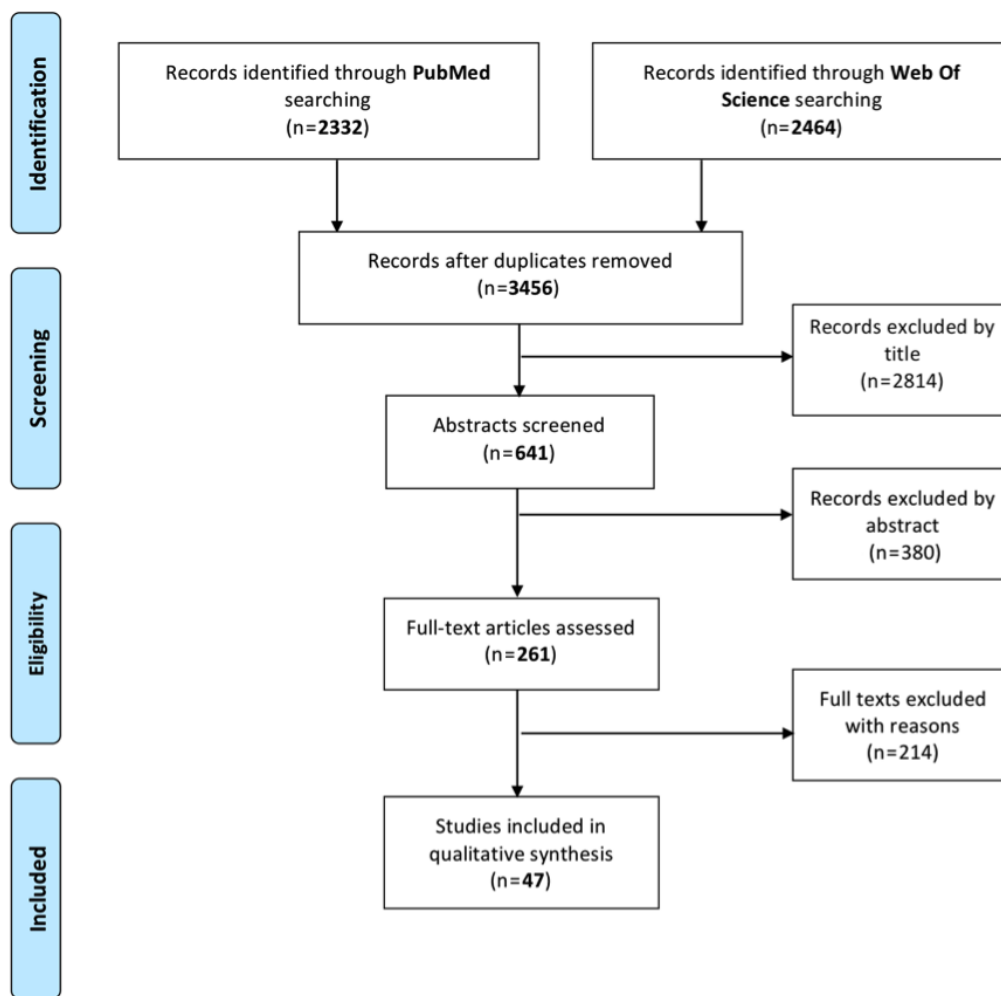 Identification
Records identified through PubMed
searching
(n=2332)
Records identified through Web Of
Science searching
(n=2464)
Records after duplicates removed
(n=3456)
Screening
Records excluded by
title
(n=2814)
Abstracts screened
(n=641)
Records excluded by
abstract
(n=380)
Eligibility
Full-text articles assessed
(n=261)
Full texts excluded
with reasons
(n=214)
Included
Studies included in
qualitative synthesis
(n=47)